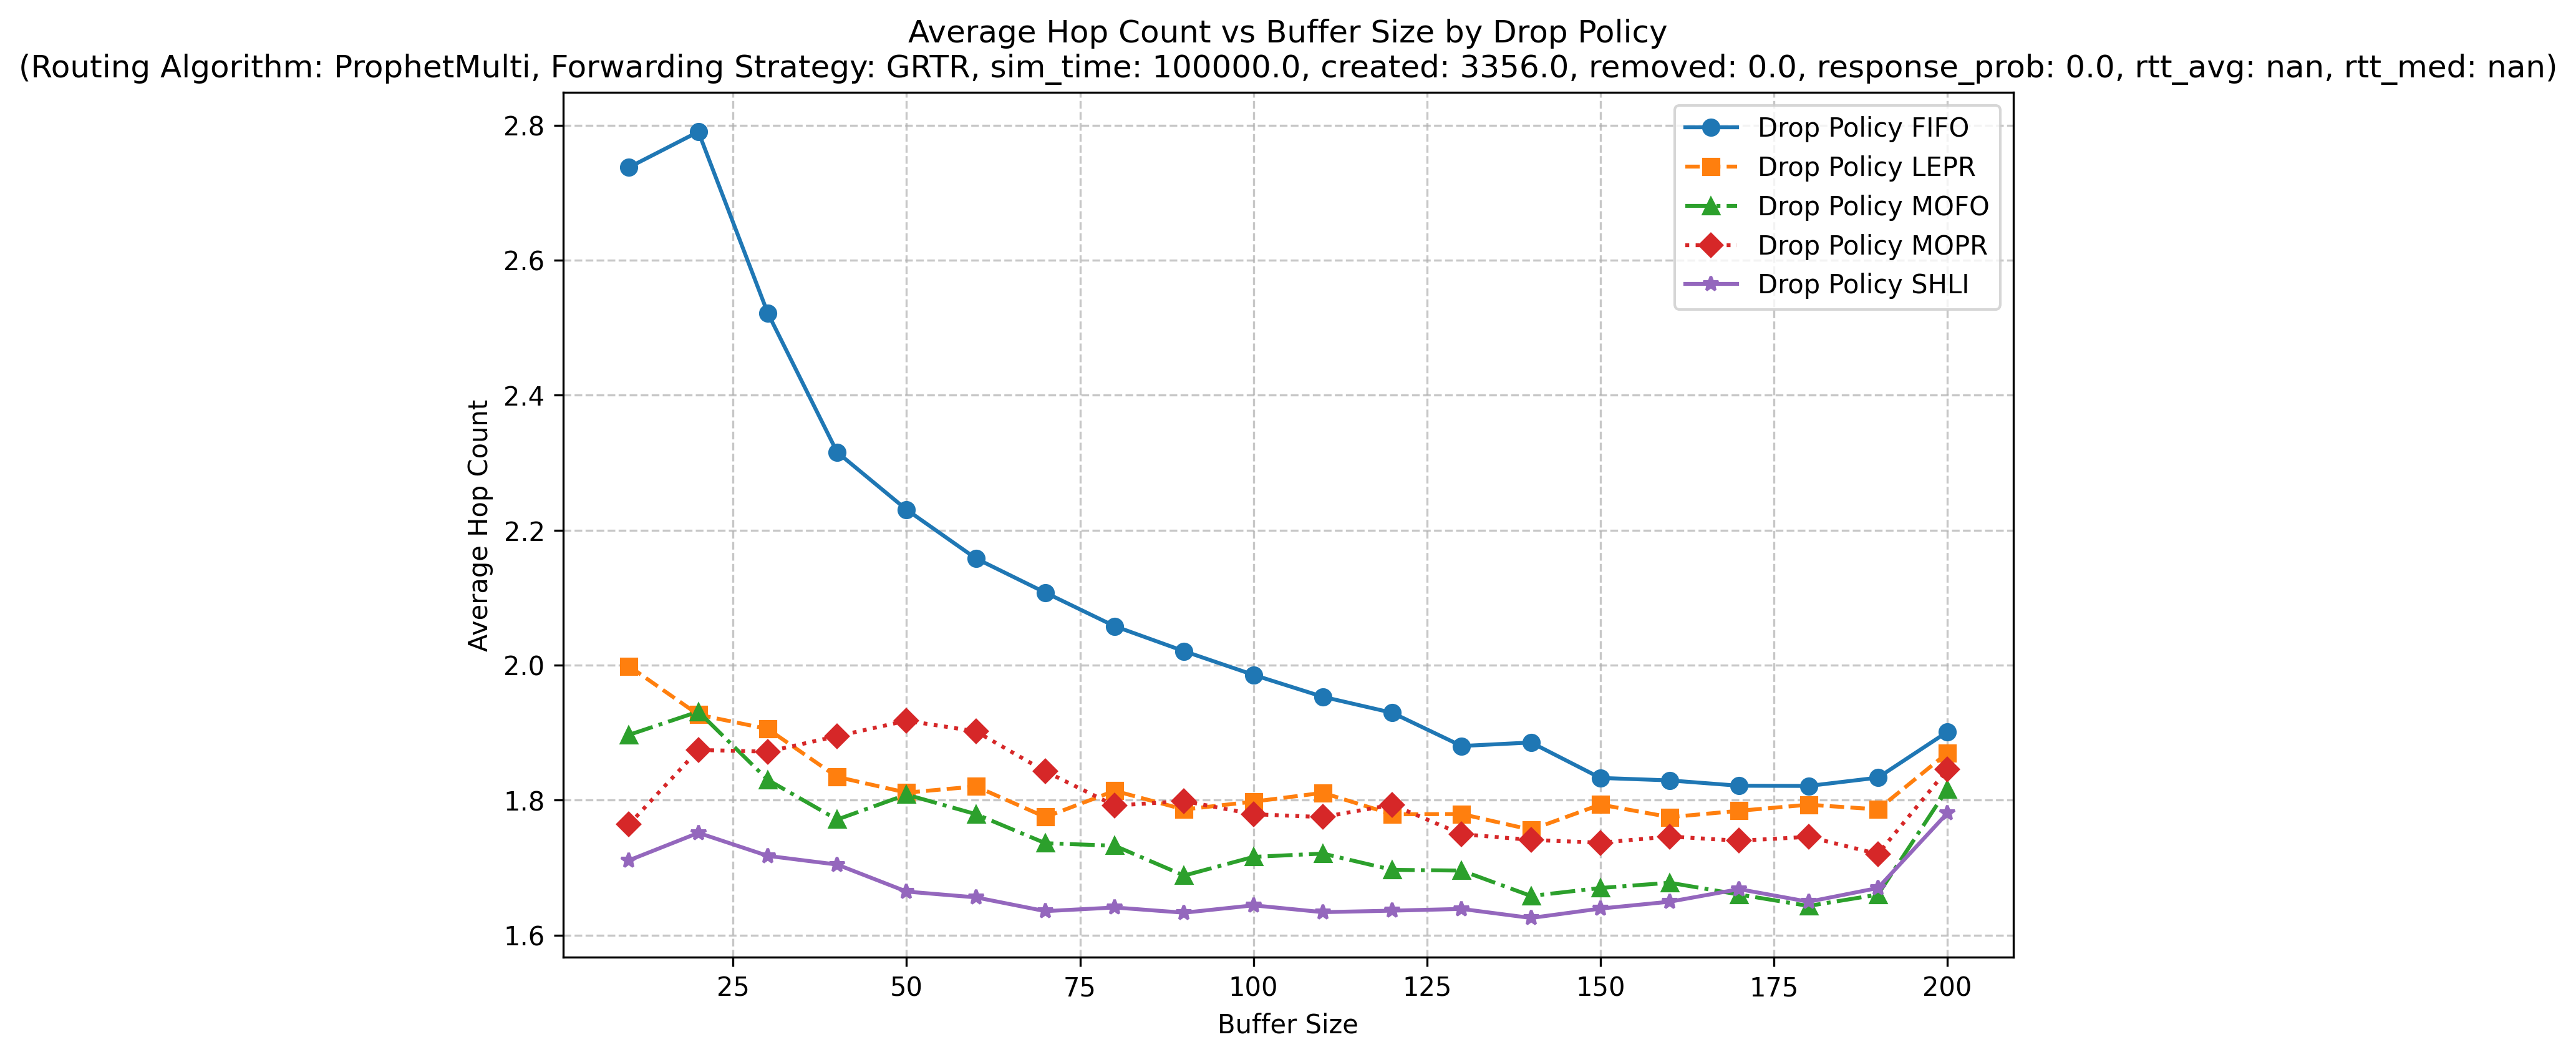 Average Hop Count vs Buffer Size by Drop Policy
(Routing Algorithm: ProphetMulti, Forwarding Strategy: GRTR, sim_time: 100000.0, created: 3356.0, removed: 0.0, response_prob: 0.0, rtt_avg: nan, rtt_med: nan)
Drop Policy FIFO
Drop Policy LEPR
Drop Policy MOFO
Drop Policy MOPR
Drop Policy SHLI
Average Hop Count
2.8
2.6
2.4
2.2
2.0
1.8
1.6
25 50 75 100 125 150 175 200
Buffer Size